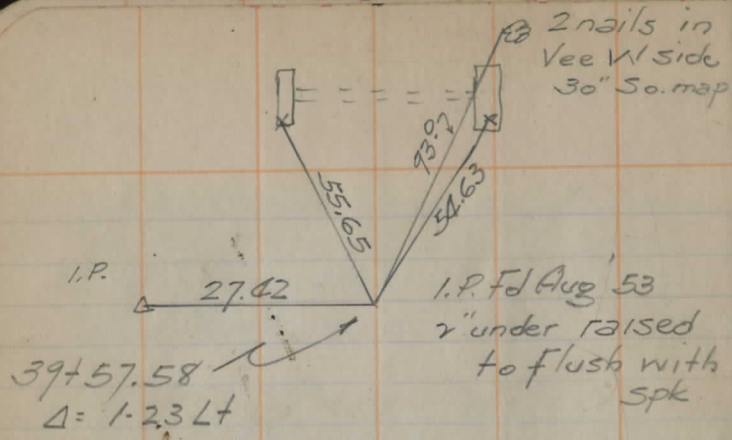 2 nails in
Vee W side
30" So. map
93.02
55.65
54.63
I.P.
27.42
I.P. Fd Aug '53
2" under raised
to flush with
spk
39+57.58
Δ = 1-23 Lt